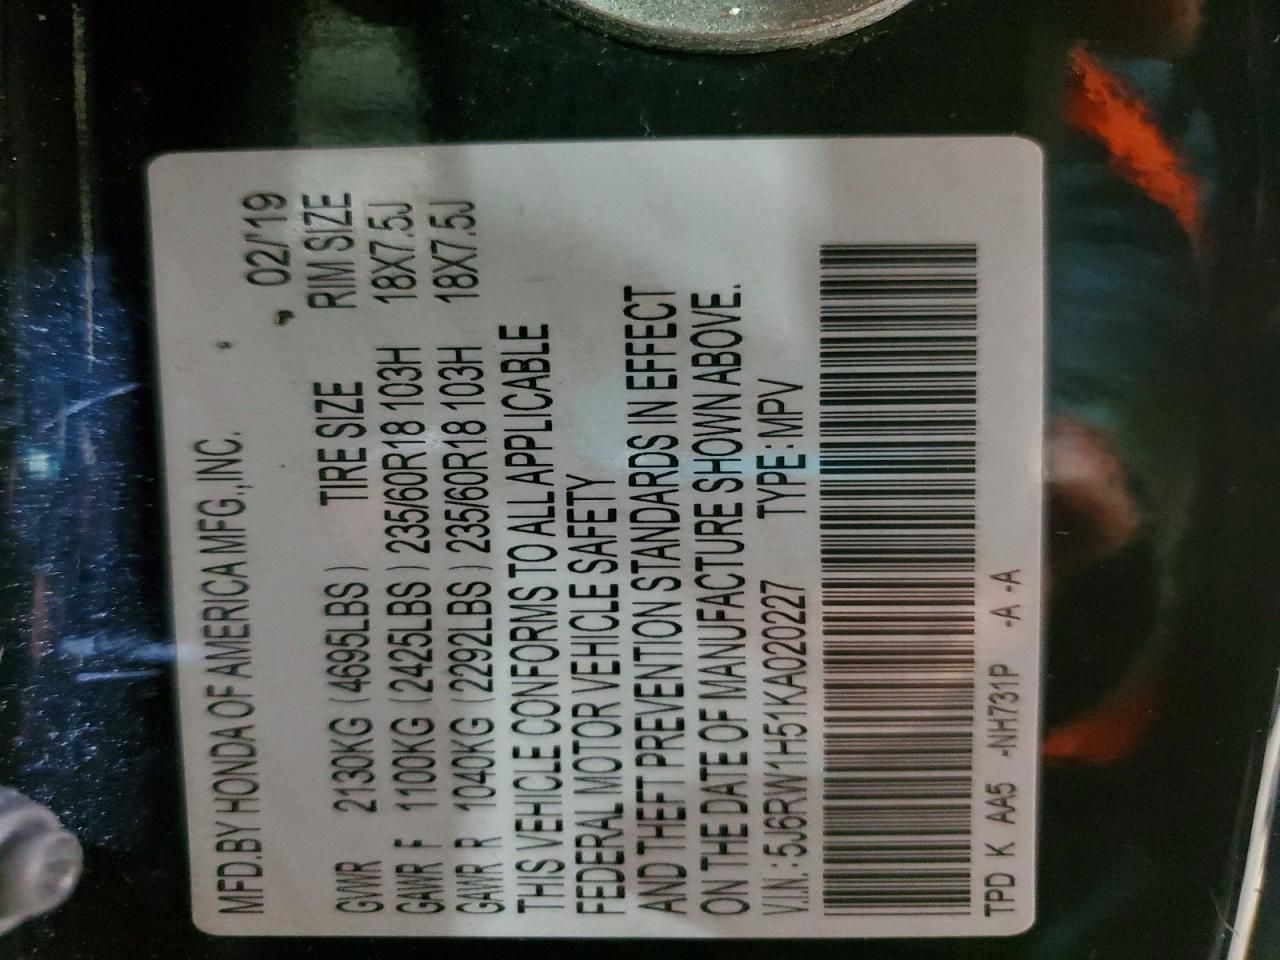 MFD.BY HONDA OF AMERICA MFG.,INC.
02/'19
GWR 2130KG (4695LBS) TIRE SIZE RIM SIZE
GAWR F 1100KG (2425LBS) 235/60R18 103H 18X7.5J
GAWR R 1040KG (2292LBS) 235/60R18 103H 18X7.5J
THIS VEHICLE CONFORMS TO ALL APPLICABLE
FEDERAL MOTOR VEHICLE SAFETY
AND THEFT PREVENTION STANDARDS IN EFFECT
ON THE DATE OF MANUFACTURE SHOWN ABOVE.
V.I.N.: 5J6RW1H51KA020227 TYPE: MPV
TPD K AA5 -NH731P -A -A